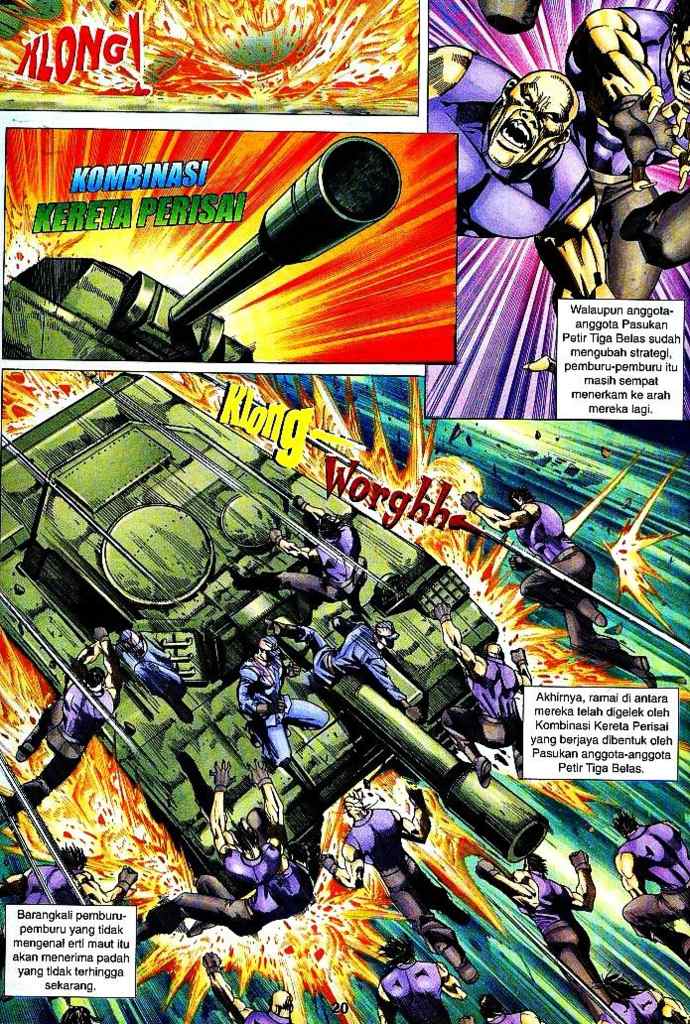 KLONG!
KOMBINASI
KERETA PERISAI
Walaupun anggota-
anggota Pasukan
Petir Tiga Belas sudah
mengubah strategi,
pemburu-pemburu itu
masih sempat
menerkam ke arah
mereka lagi.
Klong
Worghh
Akhirnya, ramai di antara
mereka telah digelek oleh
Kombinasi Kereta Perisai
yang berjaya dibentuk oleh
Pasukan anggota-anggota
Petir Tiga Belas.
Barangkali pemburu-
pemburu yang tidak
mengenal erti maut itu
akan menerima padah
yang tidak terhingga
sekarang.
20